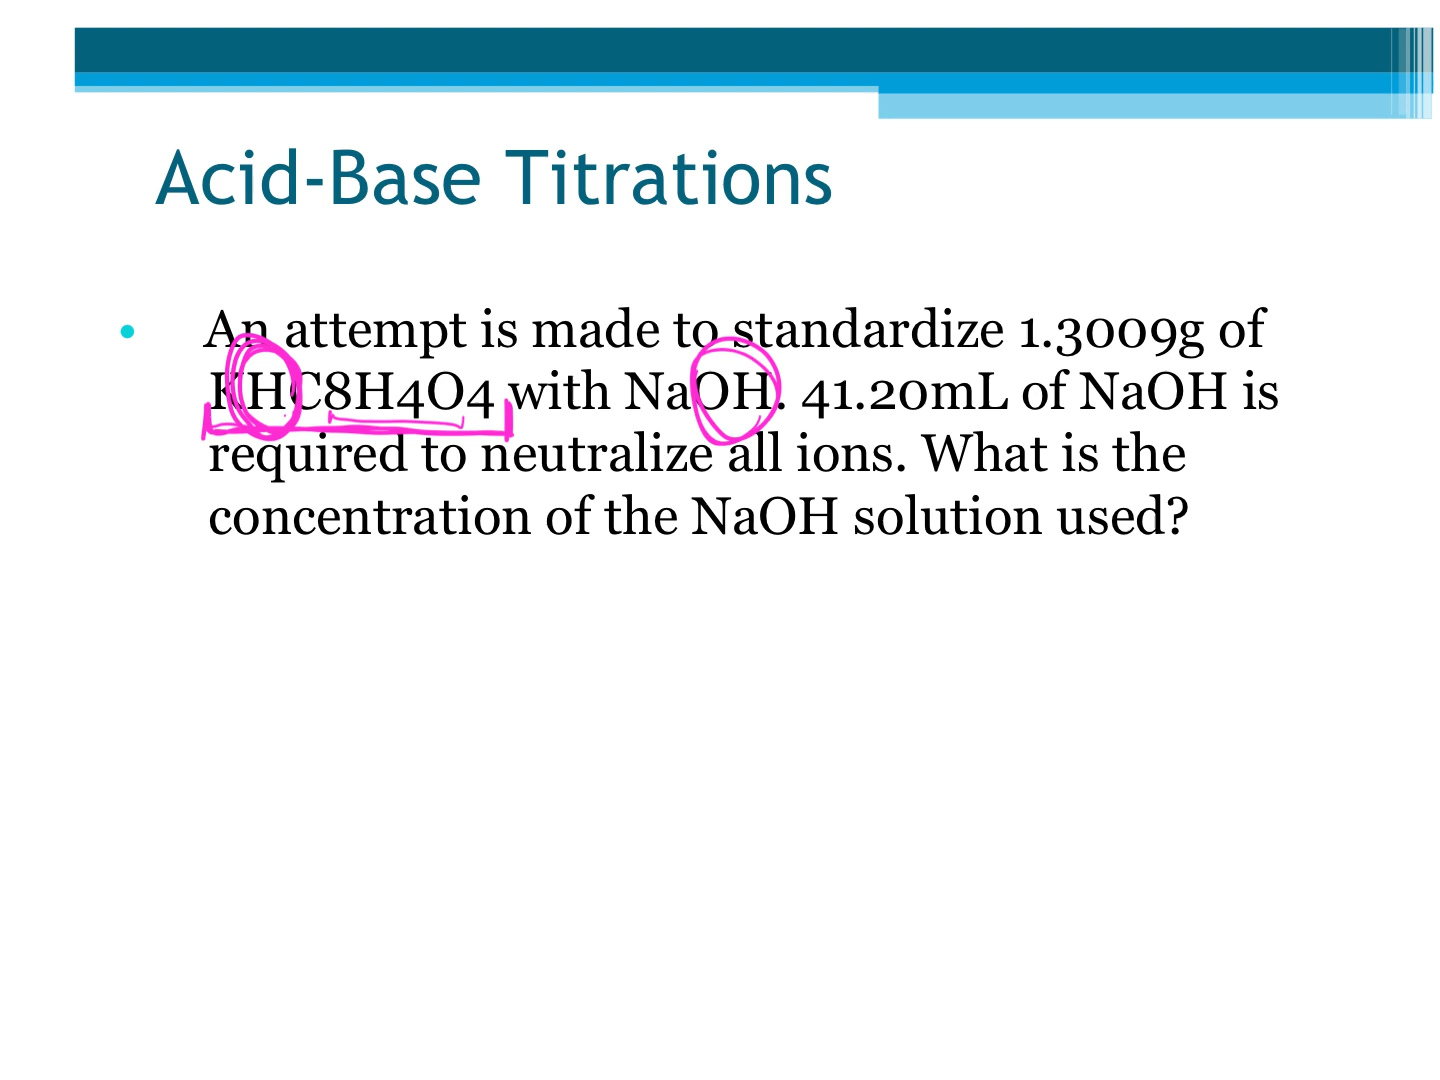 Acid-Base Titrations
• An attempt is made to standardize 1.3009g of
KHC8H4O4 with NaOH. 41.20mL of NaOH is
required to neutralize all ions. What is the
concentration of the NaOH solution used?